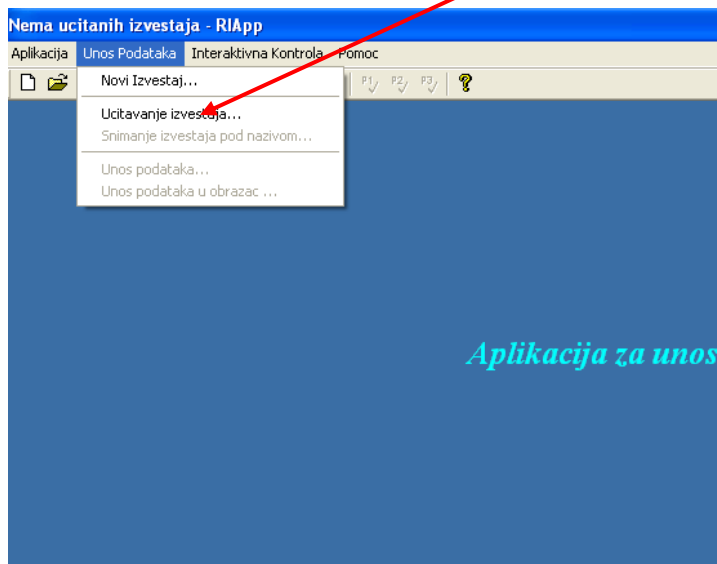 Nema ucitanih izvestaja - RIApp
Aplikacija Unos Podataka Interaktivna Kontrola Pomoc
P1 P2 P3 ?
Novi Izvestaj...
Ucitavanje izvestaja...
Snimanje izvestaja pod nazivom...
Unos podataka...
Unos podataka u obrazac ...
Aplikacija za unos